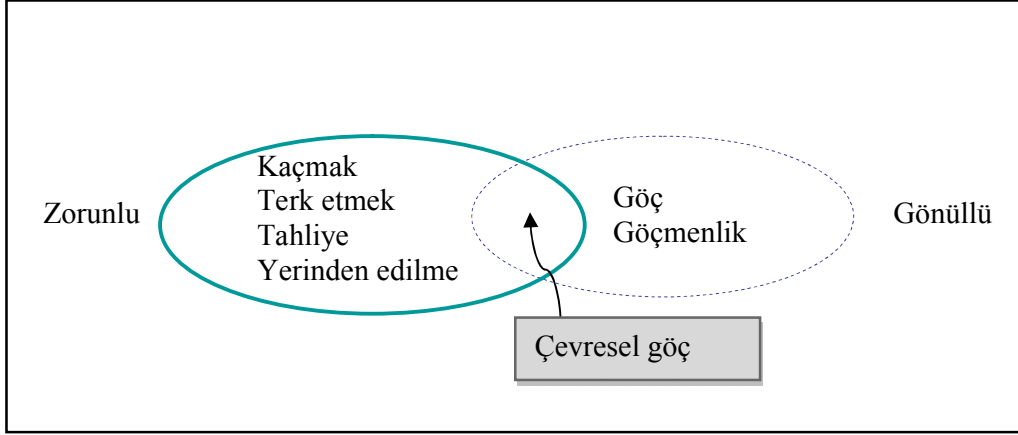 Zorunlu
Kaçmak
Terk etmek
Tahliye
Yerinden edilme
Göç
Göçmenlik
Gönüllü
Çevresel göç